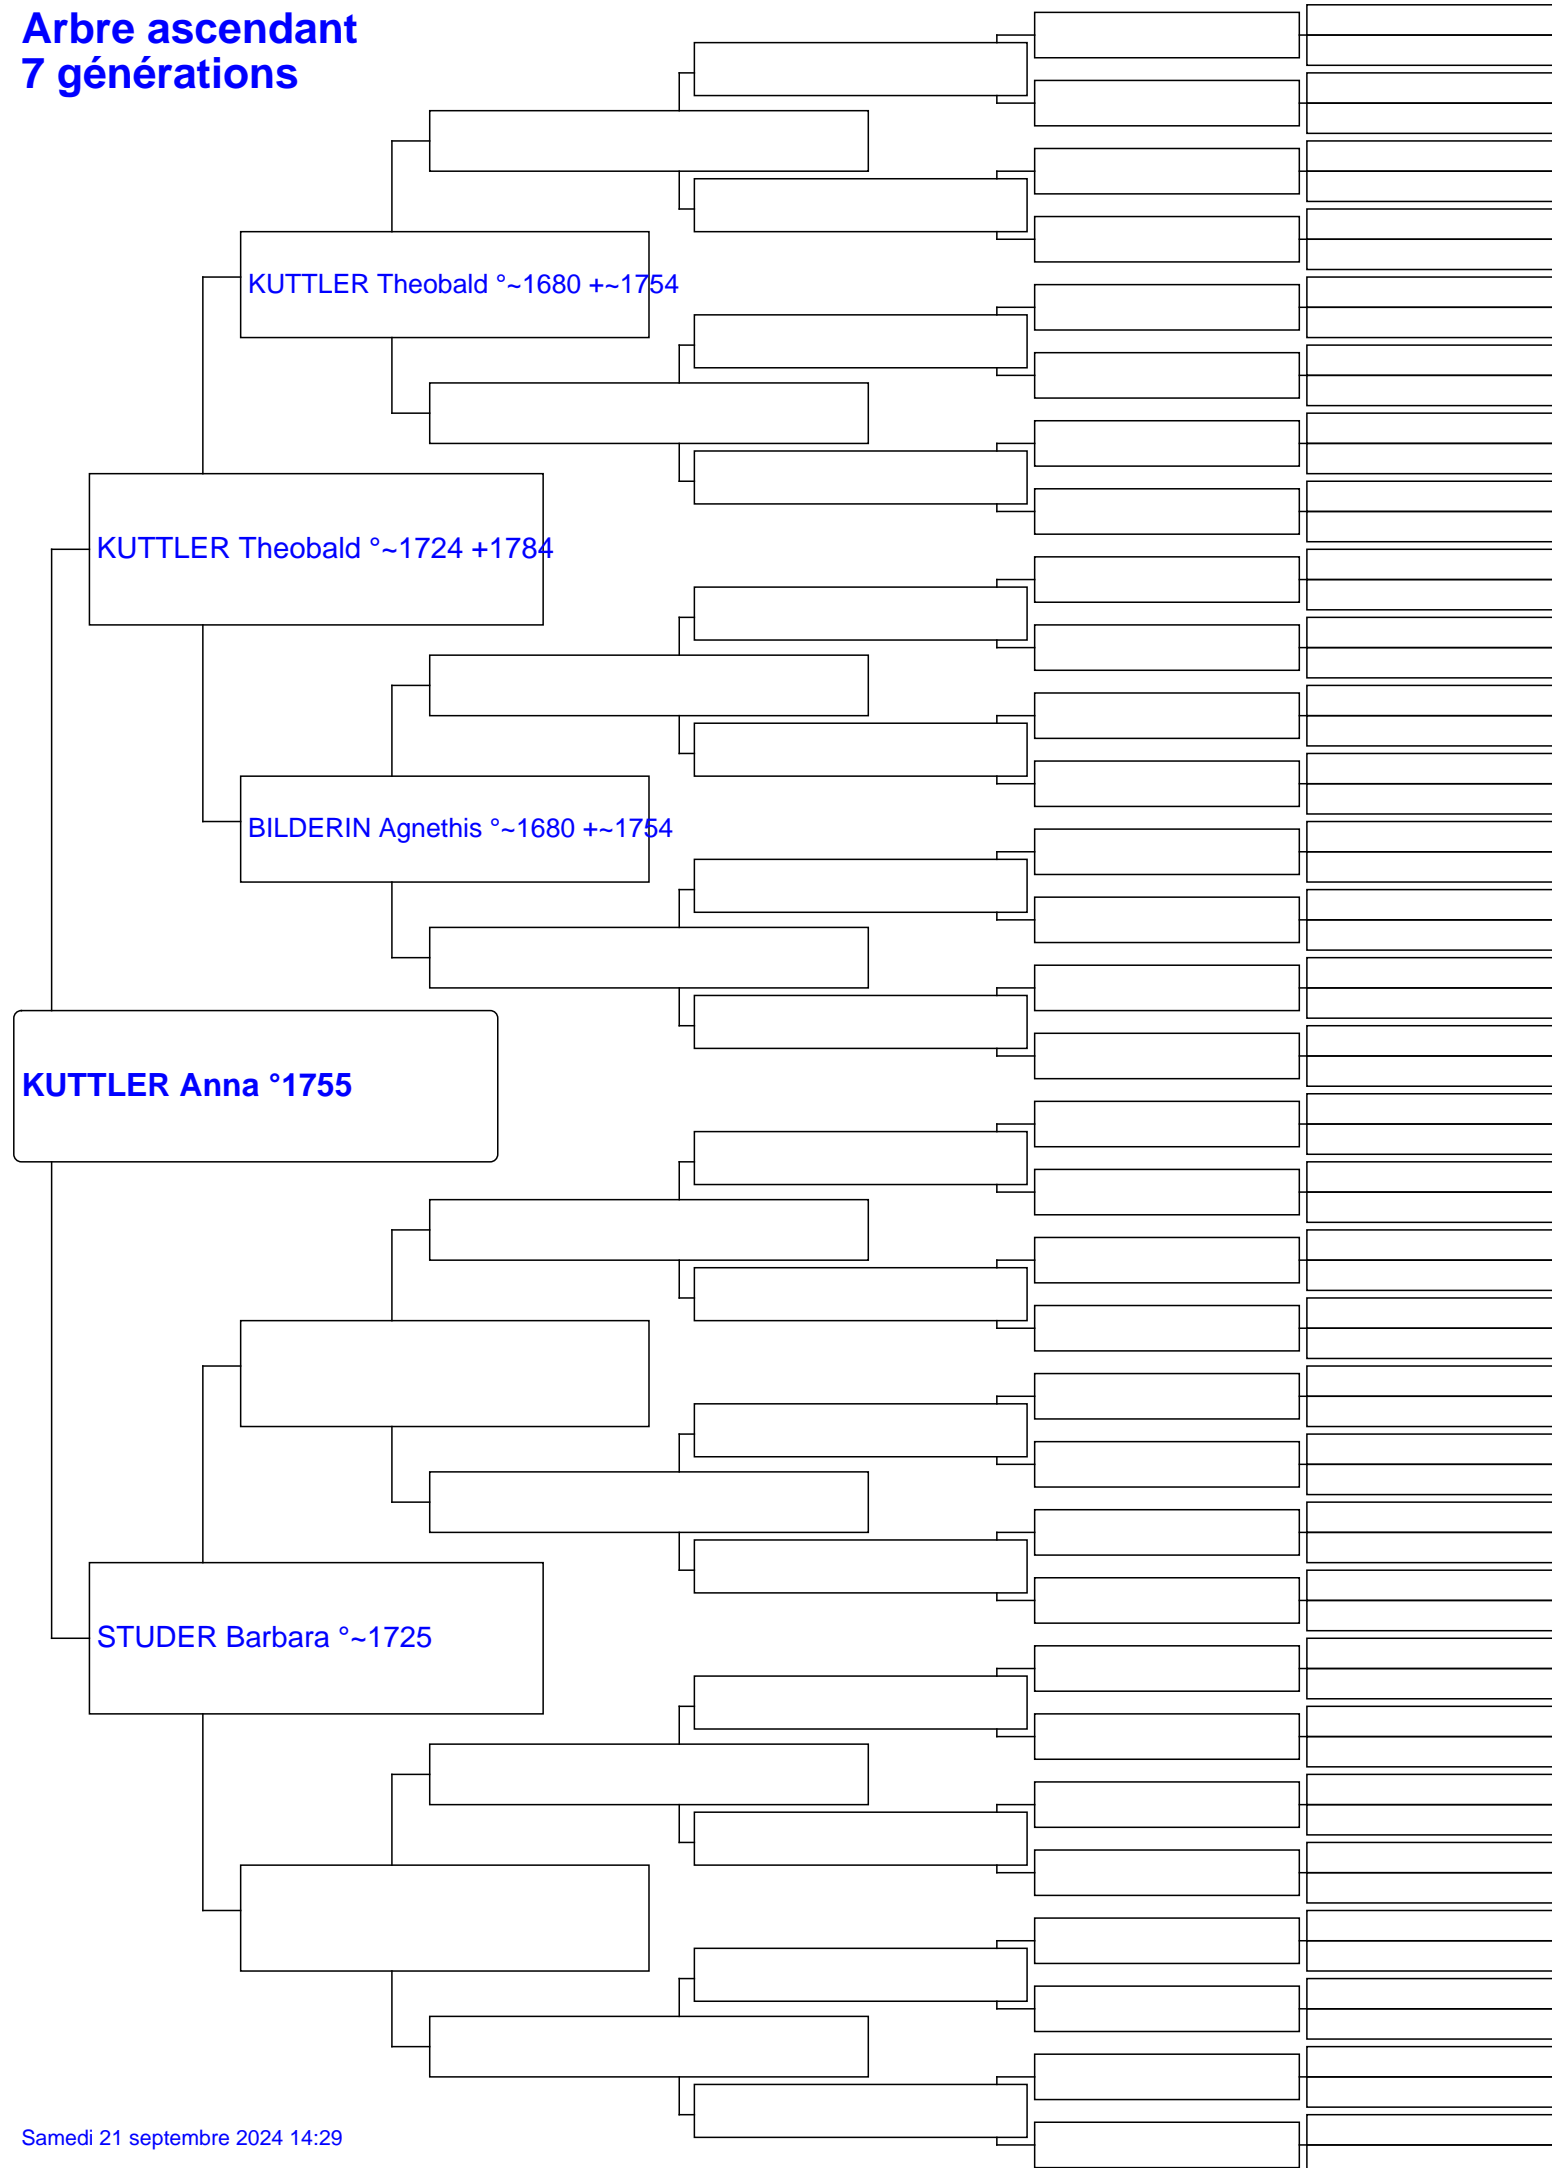 Arbre ascendant
7 générations
KUTTLER Theobald °~1680 +~1754
KUTTLER Theobald °~1724 +1784
BILDERIN Agnethis °~1680 +~1754
KUTTLER Anna °1755
STUDER Barbara °~1725
Samedi 21 septembre 2024 14:29